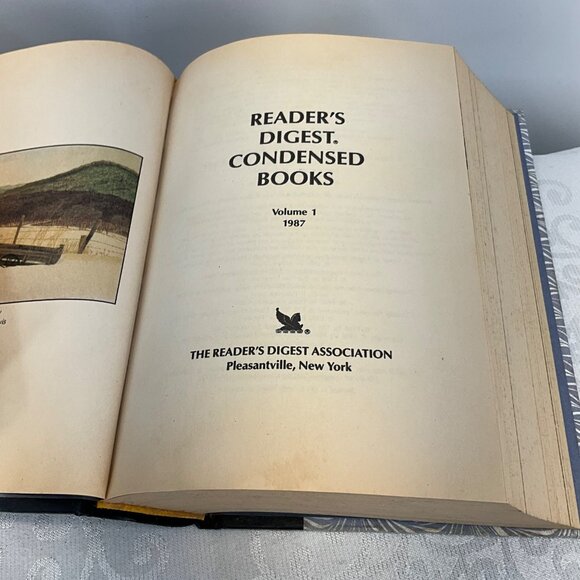 READER'S
DIGEST®
CONDENSED
BOOKS
Volume 1
1987
®
THE READER'S DIGEST ASSOCIATION
Pleasantville, New York